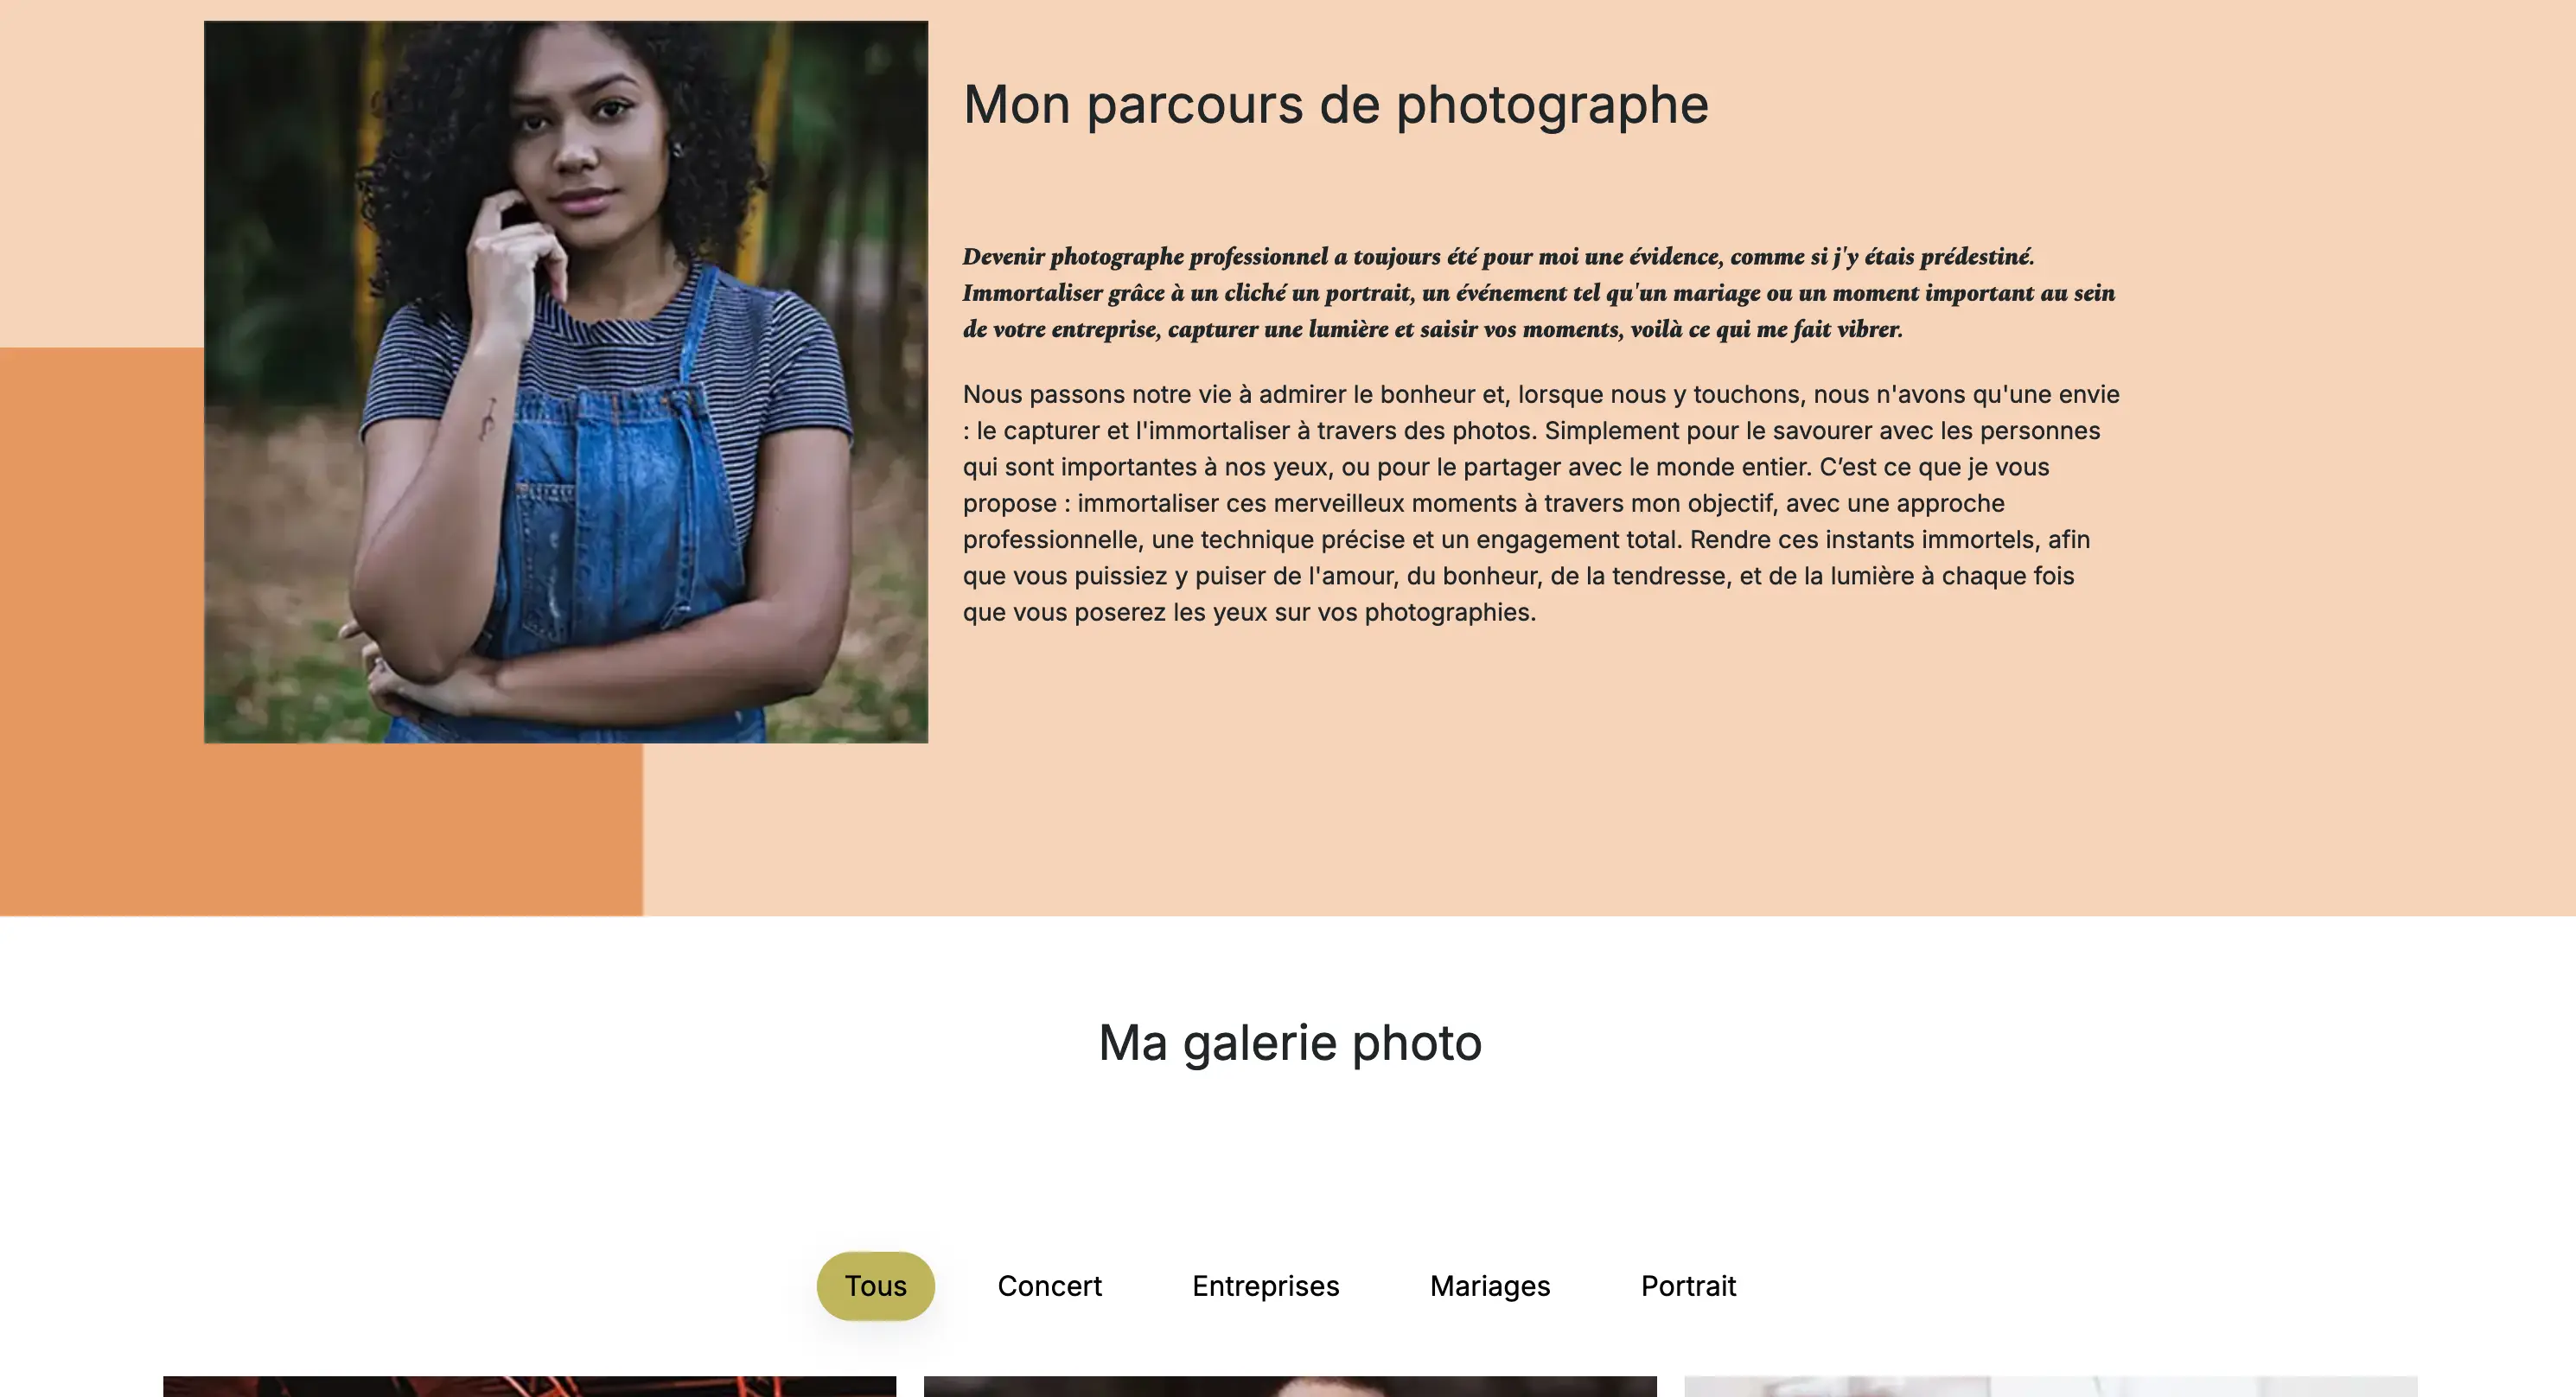 Mon parcours de photographe
Devenir photographe professionnel a toujours été pour moi une évidence, comme si j'y étais prédestiné.
Immortaliser grâce à un cliché un portrait, un événement tel qu'un mariage ou un moment important au sein
de votre entreprise, capturer une lumière et saisir vos moments, voilà ce qui me fait vibrer.
Nous passons notre vie à admirer le bonheur et, lorsque nous y touchons, nous n'avons qu'une envie
: le capturer et l'immortaliser à travers des photos. Simplement pour le savourer avec les personnes
qui sont importantes à nos yeux, ou pour le partager avec le monde entier. C’est ce que je vous
propose : immortaliser ces merveilleux moments à travers mon objectif, avec une approche
professionnelle, une technique précise et un engagement total. Rendre ces instants immortels, afin
que vous puissiez y puiser de l'amour, du bonheur, de la tendresse, et de la lumière à chaque fois
que vous poserez les yeux sur vos photographies.
Ma galerie photo
Tous Concert Entreprises Mariages Portrait